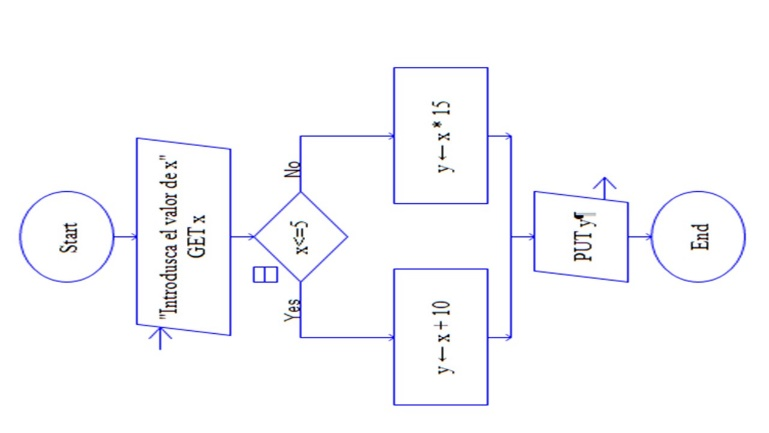 Start
"Introdusca el valor de x"
GET x
x<=5
Yes
No
y ← x + 10
y ← x * 15
PUT y¶
End